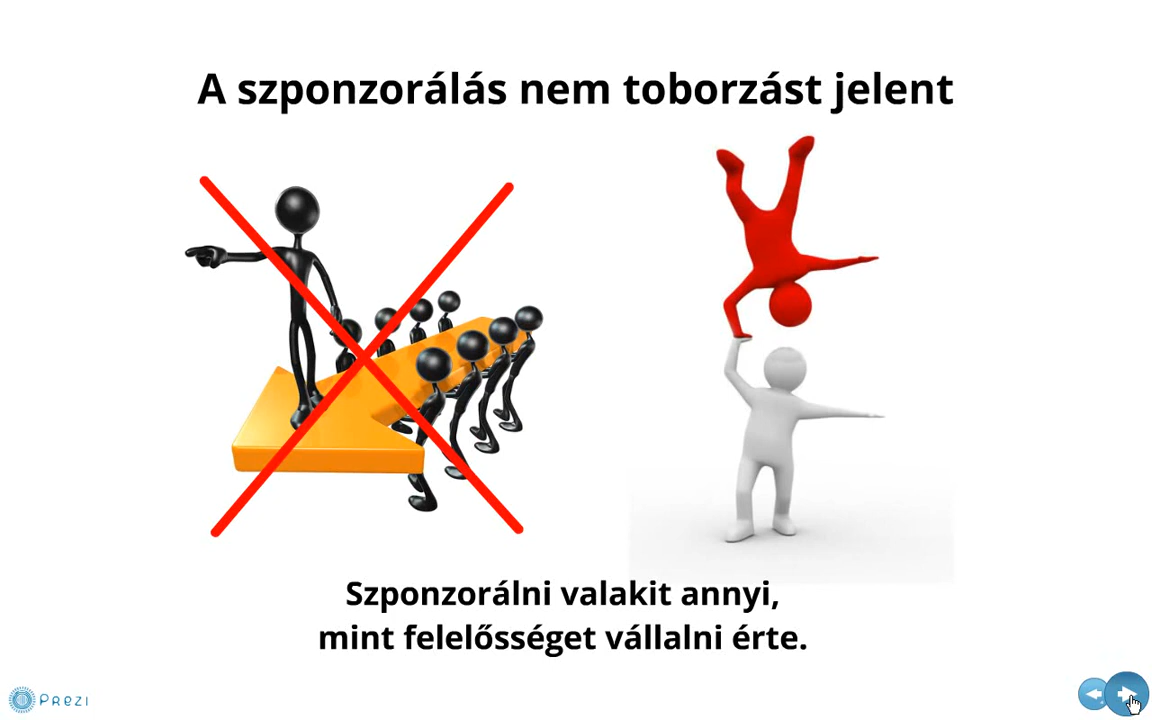 A szponzorálás nem toborzást jelent
Szponzorálni valakit annyi,
mint felelősséget vállalni érte.
Prezi